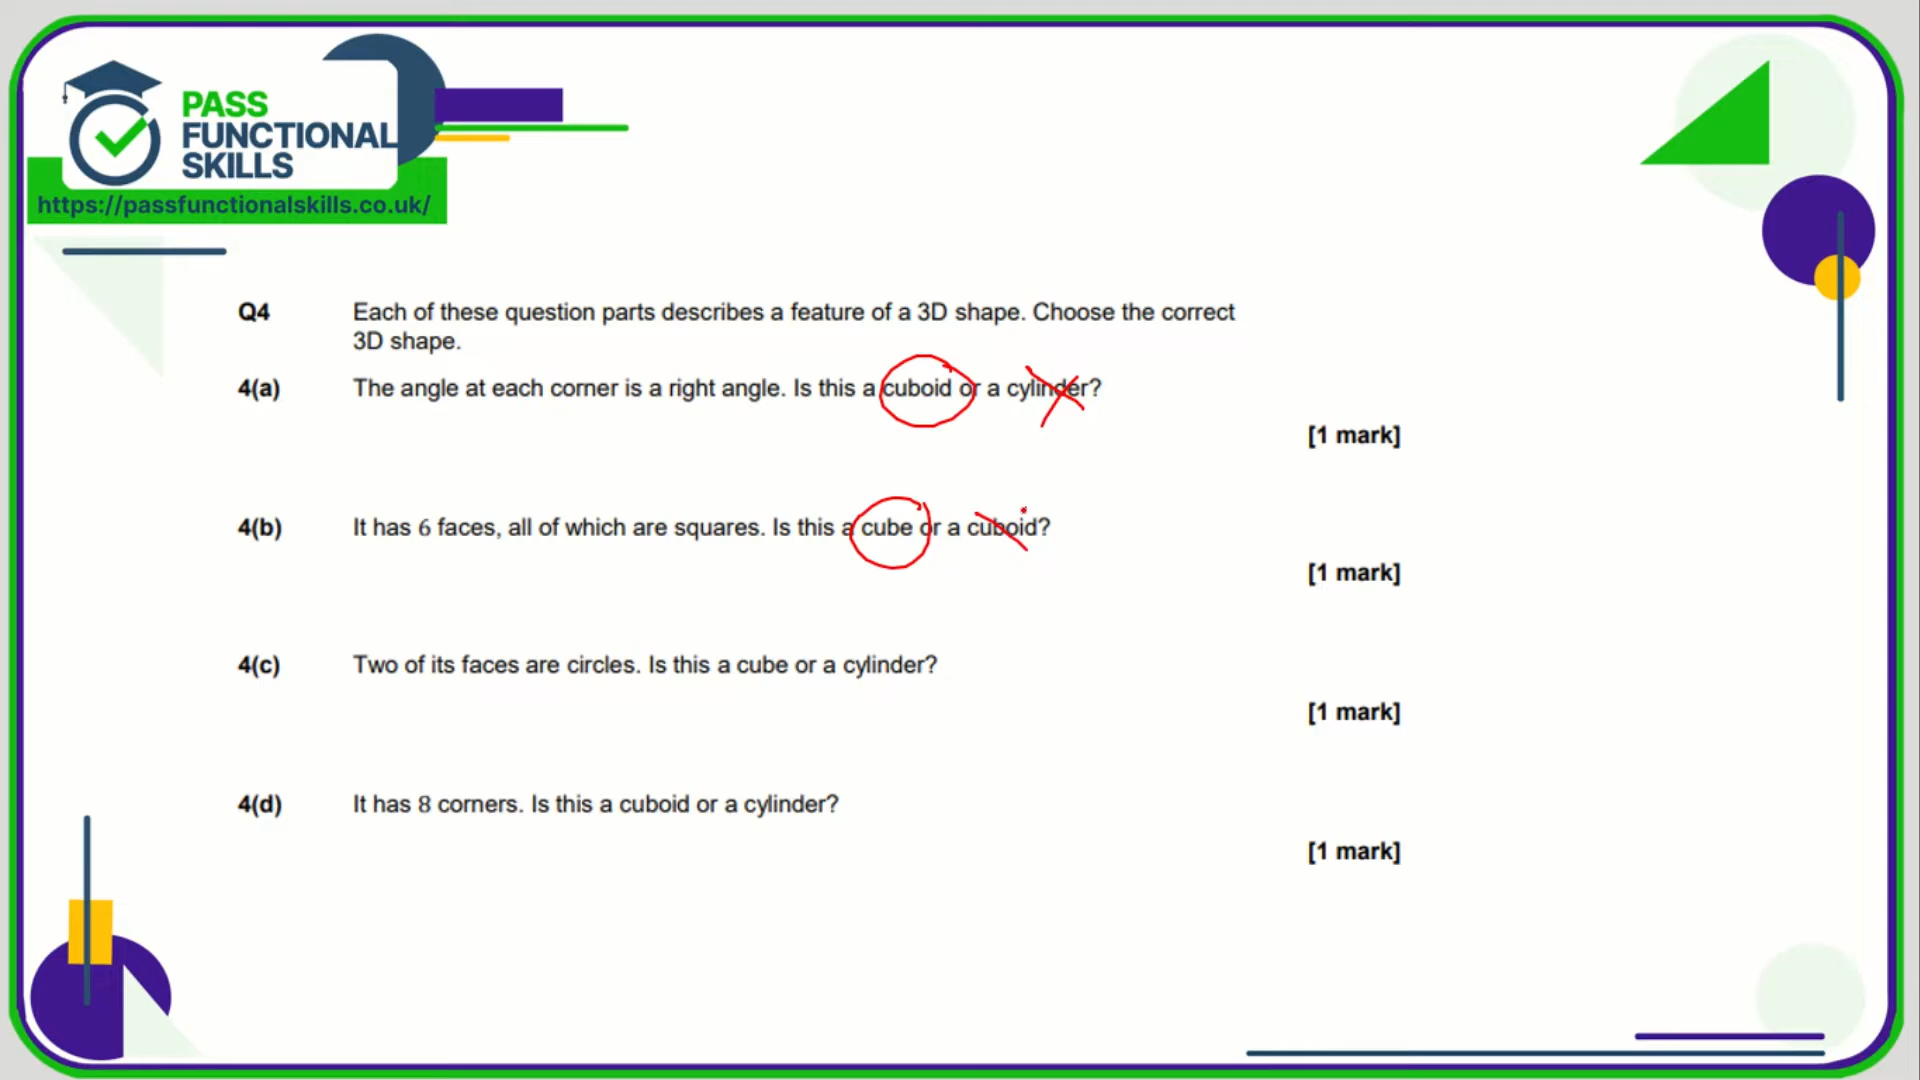 PASS
FUNCTIONAL
SKILLS
https://passfunctionalskills.co.uk/
Q4 Each of these question parts describes a feature of a 3D shape. Choose the correct
3D shape.
4(a) The angle at each corner is a right angle. Is this a cuboid or a cylinder?
[1 mark]
4(b) It has 6 faces, all of which are squares. Is this a cube or a cuboid?
[1 mark]
4(c) Two of its faces are circles. Is this a cube or a cylinder?
[1 mark]
4(d) It has 8 corners. Is this a cuboid or a cylinder?
[1 mark]